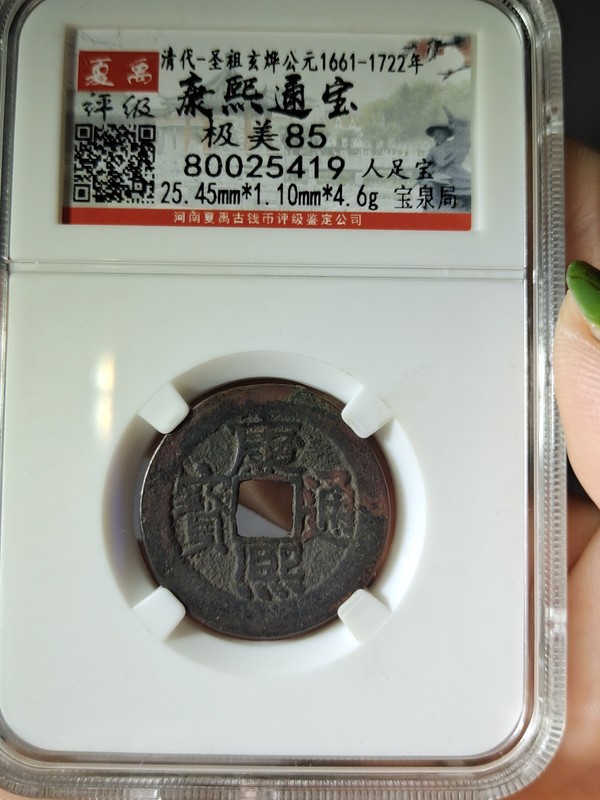 夏禹
评级
清代-圣祖玄烨公元1661-1722年
康熙通宝
极美85
80025419 人足宝
25.45mm*1.10mm*4.6g 宝泉局
河南夏禹古钱币评级鉴定公司
康
熙
通
寳